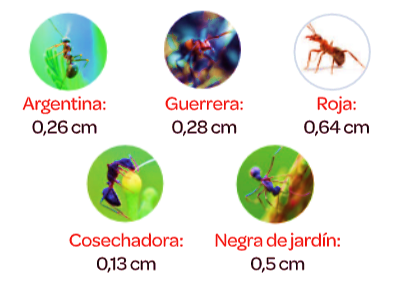 Argentina:
0,26 cm
Guerrera:
0,28 cm
Roja:
0,64 cm
Cosechadora:
0,13 cm
Negra de jardín:
0,5 cm